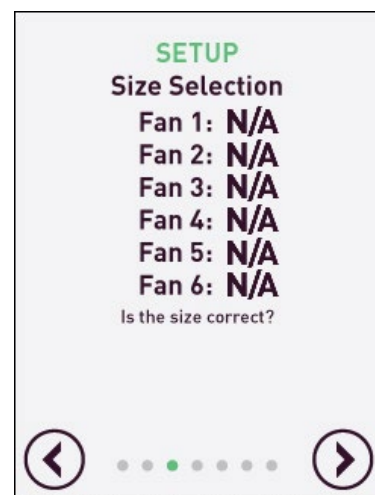 SETUP
Size Selection
Fan 1: N/A
Fan 2: N/A
Fan 3: N/A
Fan 4: N/A
Fan 5: N/A
Fan 6: N/A
Is the size correct?